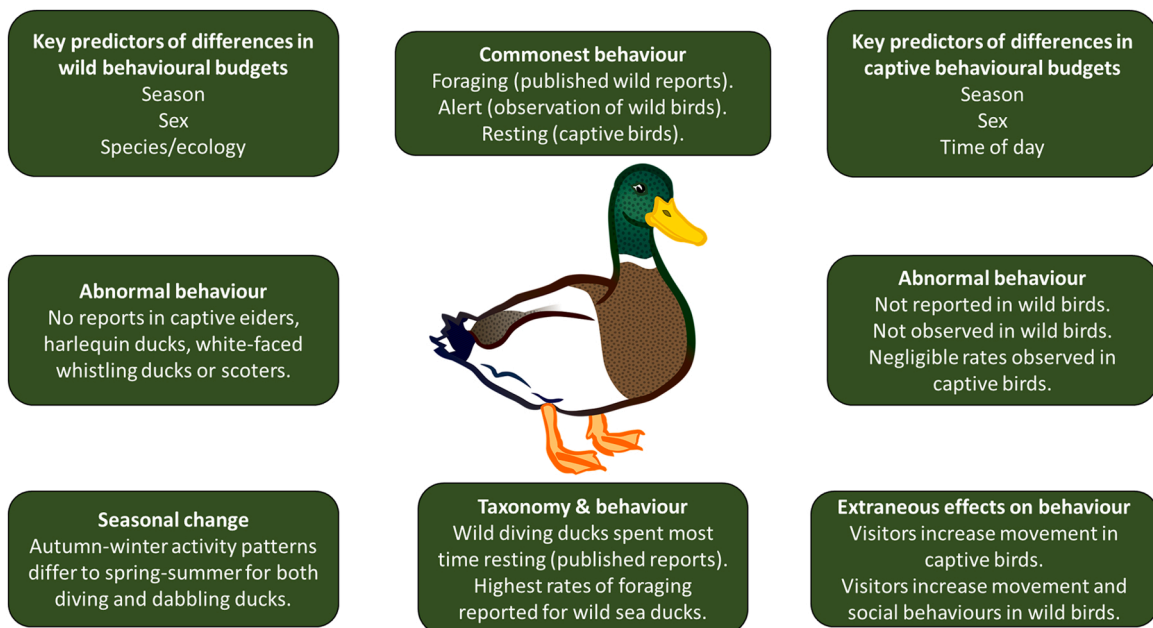 Key predictors of differences in
wild behavioural budgets
Season
Sex
Species/ecology
Commonest behaviour
Foraging (published wild reports).
Alert (observation of wild birds).
Resting (captive birds).
Key predictors of differences in
captive behavioural budgets
Season
Sex
Time of day
Abnormal behaviour
No reports in captive eiders,
harlequin ducks, white-faced
whistling ducks or scoters.
Abnormal behaviour
Not reported in wild birds.
Not observed in wild birds.
Negligible rates observed in
captive birds.
Seasonal change
Autumn-winter activity patterns
differ to spring-summer for both
diving and dabbling ducks.
Taxonomy & behaviour
Wild diving ducks spent most
time resting (published reports).
Highest rates of foraging
reported for wild sea ducks.
Extraneous effects on behaviour
Visitors increase movement in
captive birds.
Visitors increase movement and
social behaviours in wild birds.